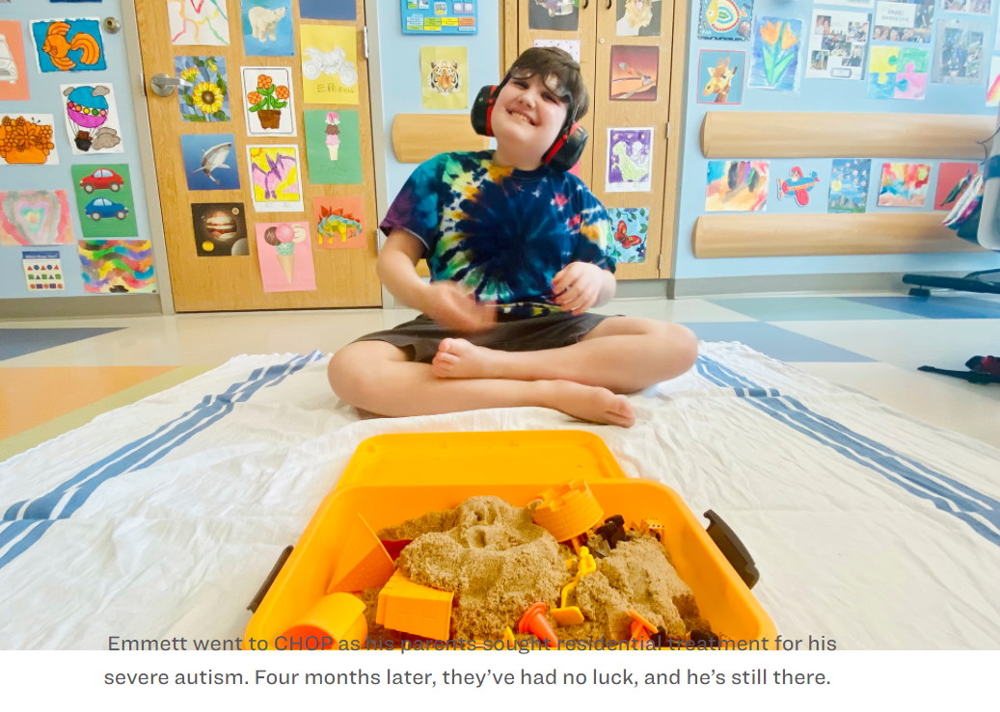 Emmett went to CHOP as his parents sought residential treatment for his
severe autism. Four months later, they've had no luck, and he's still there.